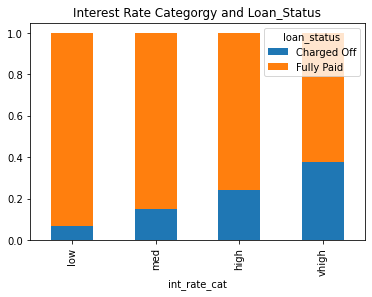 Interest Rate Categorgy and Loan_Status
loan_status
Charged Off
Fully Paid
1.0
0.8
0.6
0.4
0.2
0.0
low
med
high
vhigh
int_rate_cat